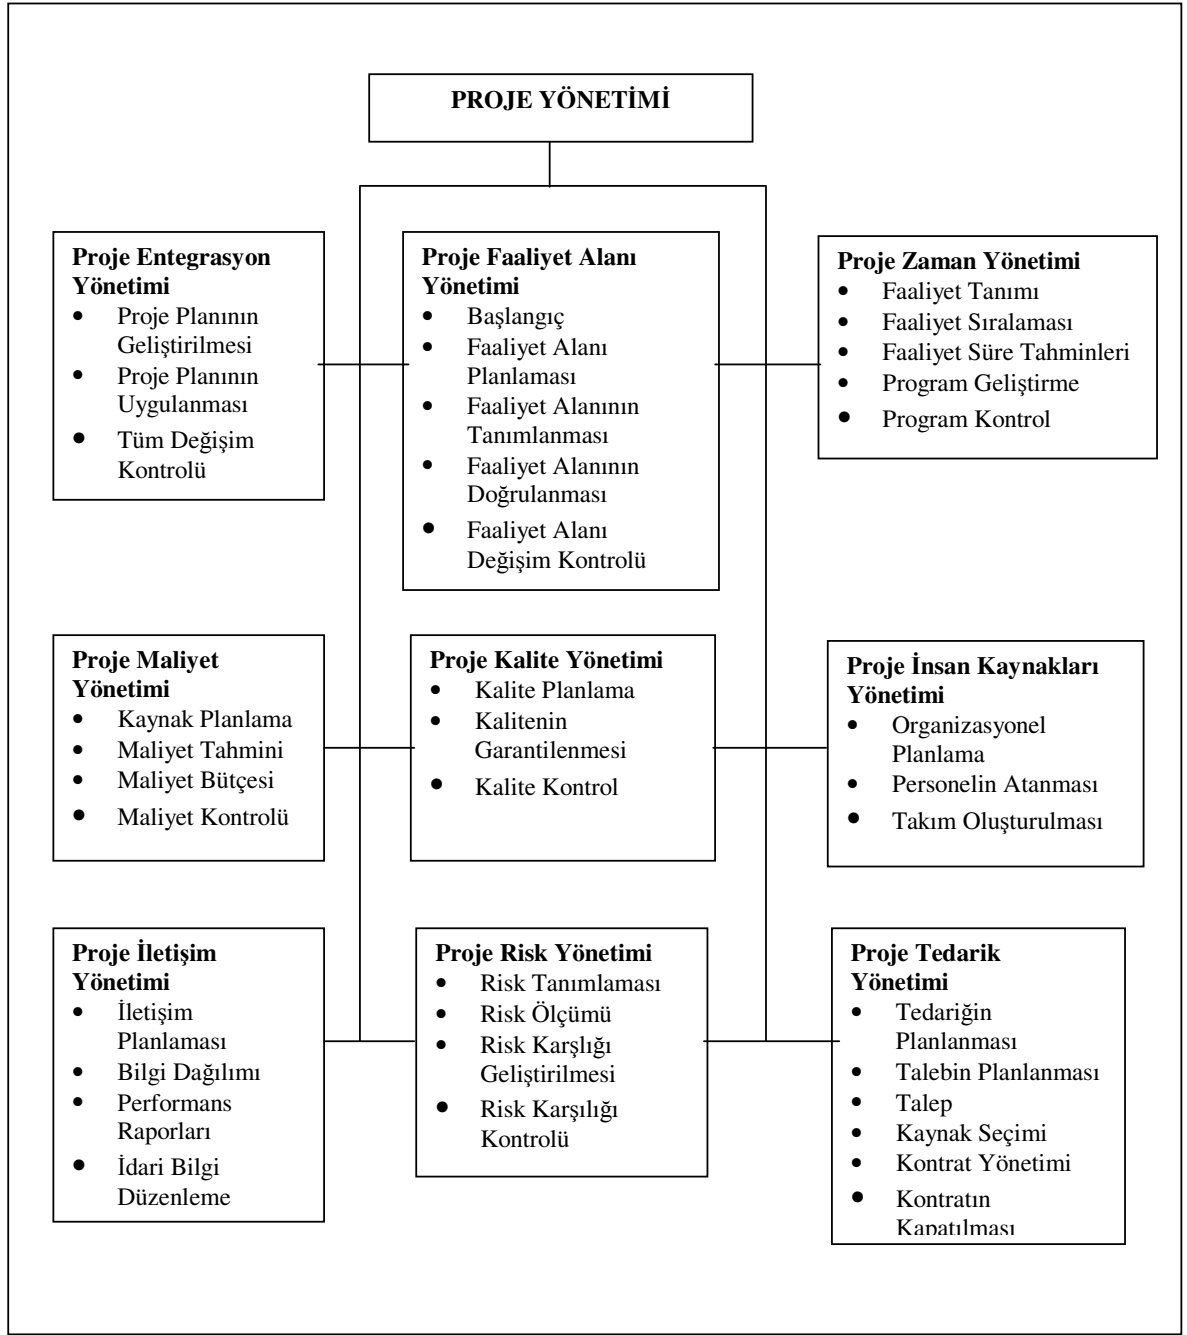 PROJE YÖNETİMİ
Proje Entegrasyon
Yönetimi
• Proje Planının
Geliştirilmesi
• Proje Planının
Uygulanması
• Tüm Değişim
Kontrolü
Proje Faaliyet Alanı
Yönetimi
• Başlangıç
• Faaliyet Alanı
Planlaması
• Faaliyet Alanının
Tanımlanması
• Faaliyet Alanının
Doğrulanması
• Faaliyet Alanı
Değişim Kontrolü
Proje Zaman Yönetimi
• Faaliyet Tanımı
• Faaliyet Sıralaması
• Faaliyet Süre Tahminleri
• Program Geliştirme
• Program Kontrol
Proje Maliyet
Yönetimi
• Kaynak Planlama
• Maliyet Tahmini
• Maliyet Bütçesi
• Maliyet Kontrolü
Proje Kalite Yönetimi
• Kalite Planlama
• Kalitenin
Garantilenmesi
• Kalite Kontrol
Proje İnsan Kaynakları
Yönetimi
• Organizasyonel
Planlama
• Personelin Atanması
• Takım Oluşturulması
Proje İletişim
Yönetimi
• İletişim
Planlaması
• Bilgi Dağılımı
• Performans
Raporları
• İdari Bilgi
Düzenleme
Proje Risk Yönetimi
• Risk Tanımlaması
• Risk Ölçümü
• Risk Karşlığı
Geliştirilmesi
• Risk Karşılığı
Kontrolü
Proje Tedarik
Yönetimi
• Tedariğin
Planlanması
• Talebin Planlanması
• Talep
• Kaynak Seçimi
• Kontrat Yönetimi
• Kontratın
Kapatılması